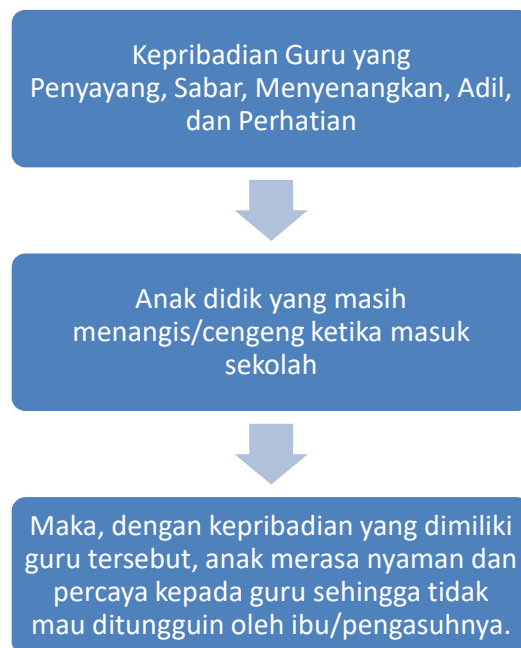 Kepribadian Guru yang
Penyayang, Sabar, Menyenangkan, Adil,
dan Perhatian
Anak didik yang masih
menangis/cengeng ketika masuk
sekolah
Maka, dengan kepribadian yang dimiliki
guru tersebut, anak merasa nyaman dan
percaya kepada guru sehingga tidak
mau ditungguin oleh ibu/pengasuhnya.